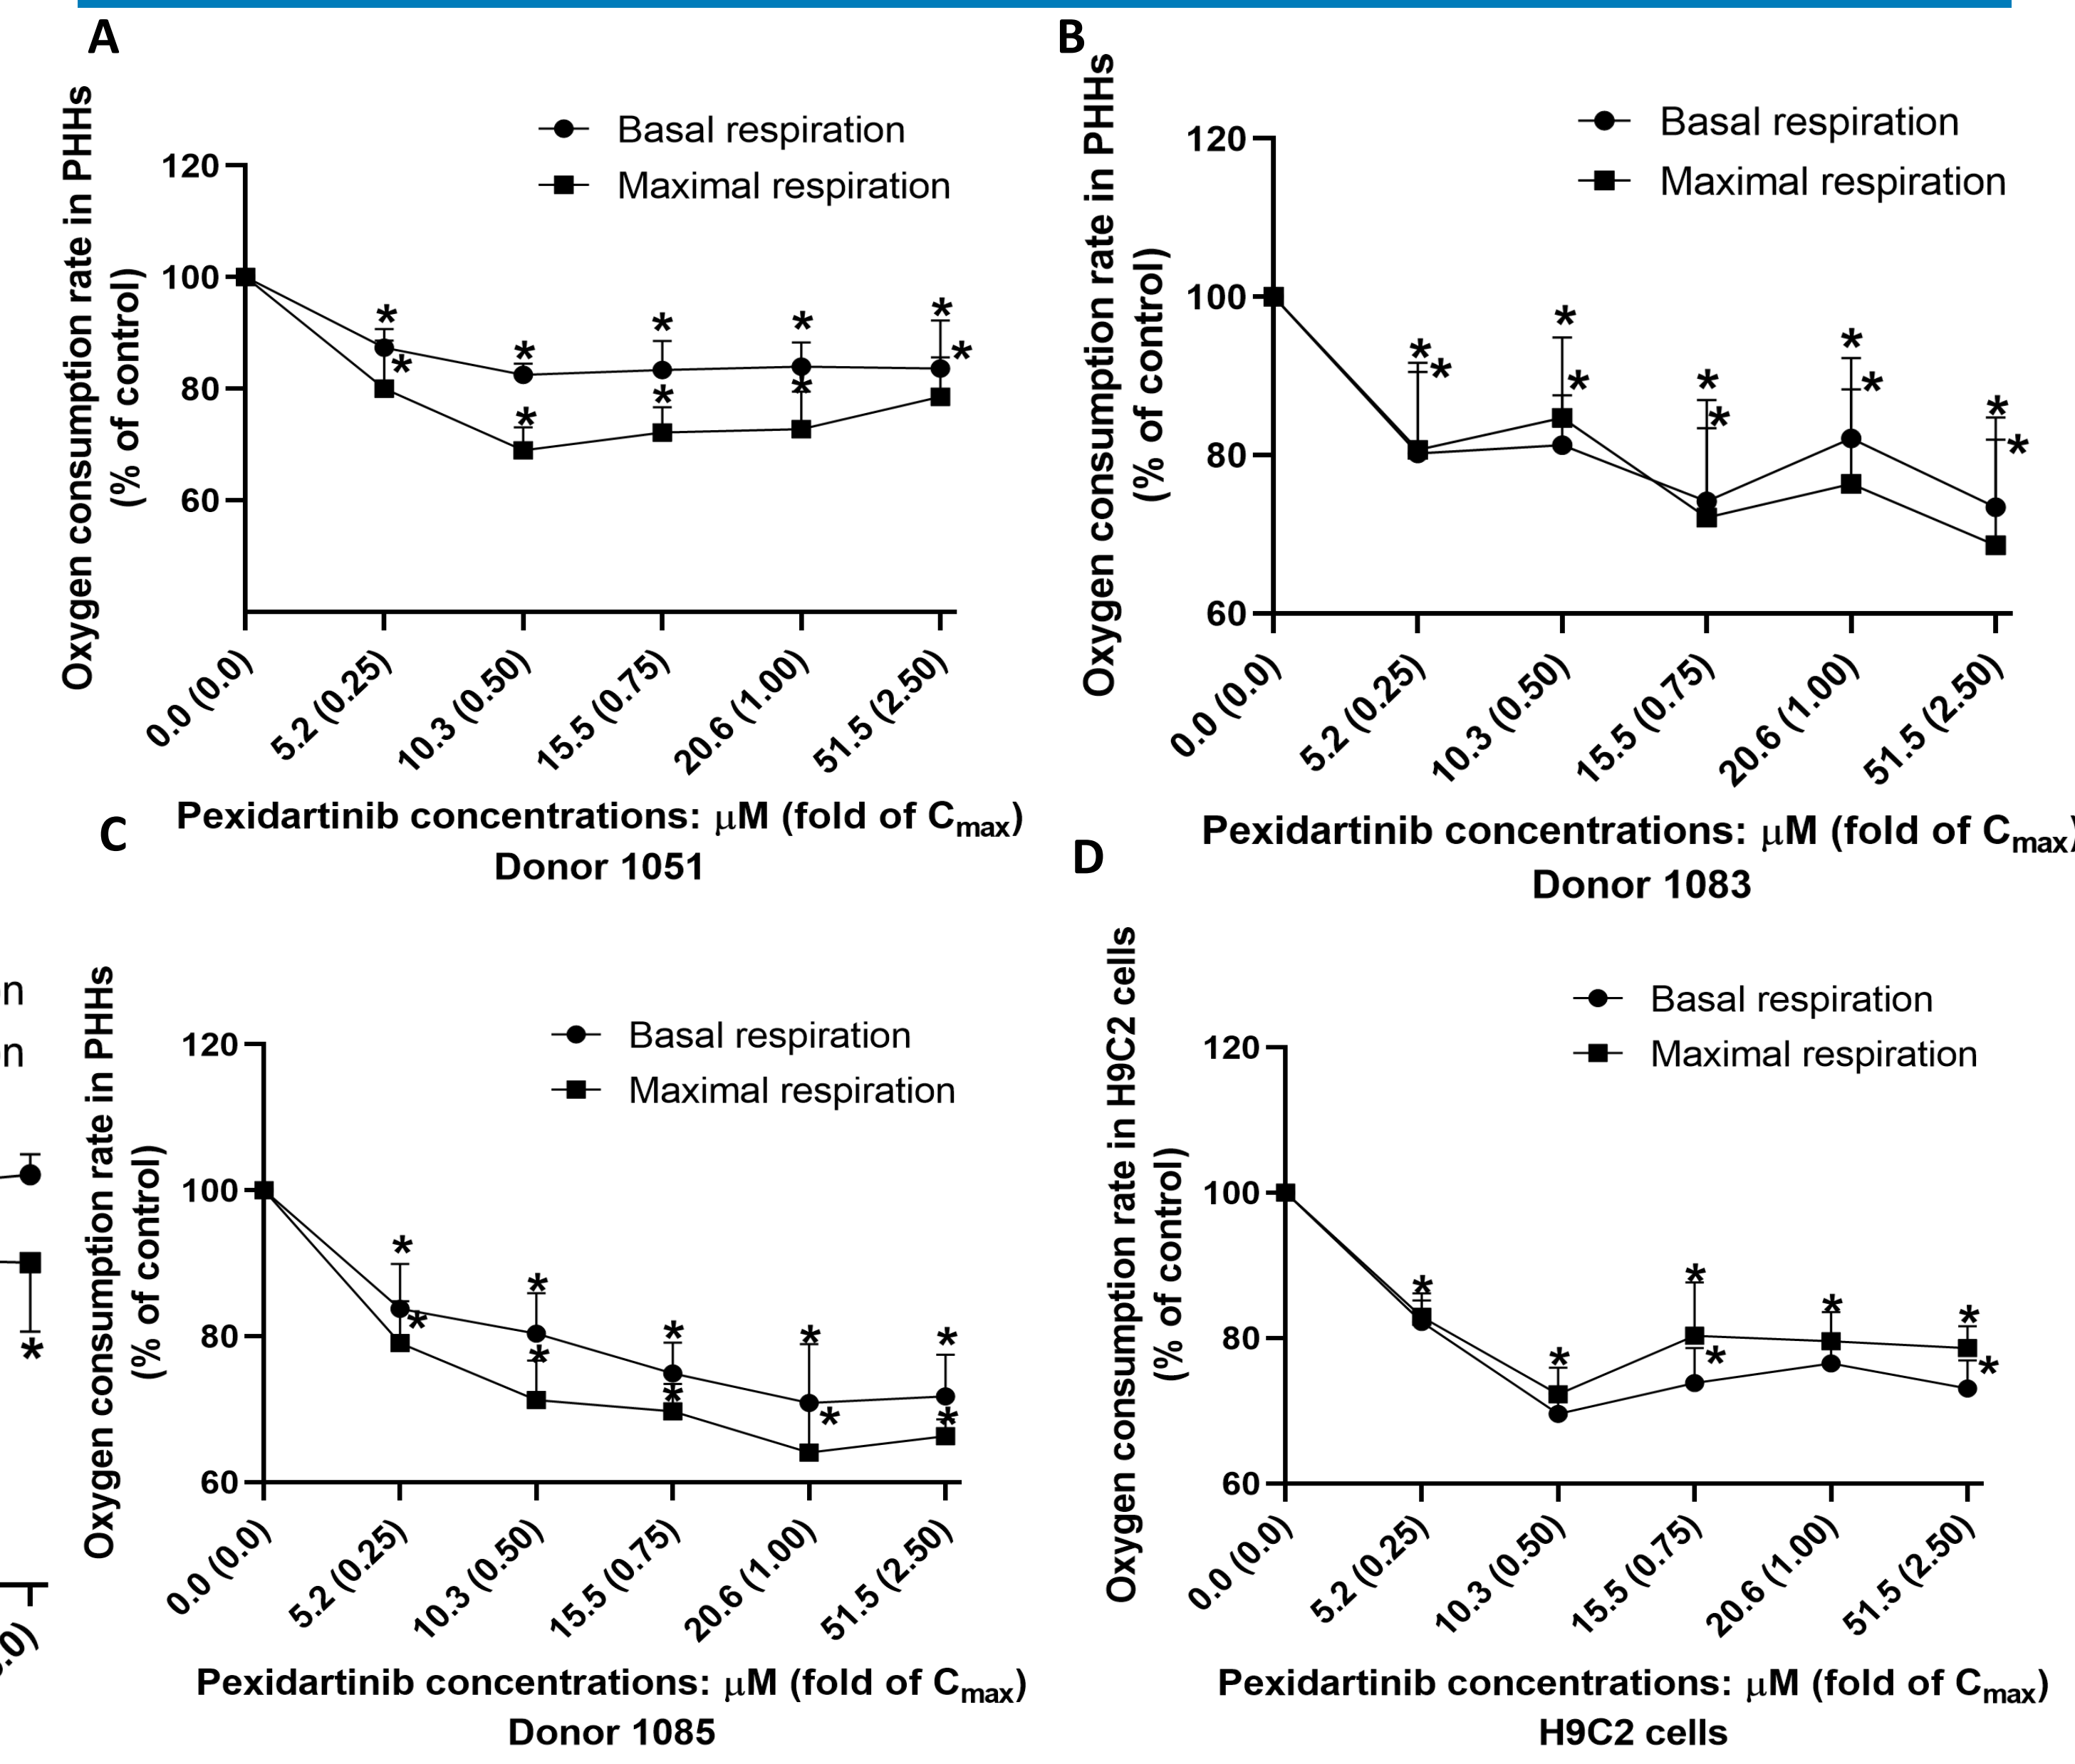 A
Oxygen consumption rate in PHHs
(% of control)
Basal respiration
Maximal respiration
120
100
80
60
* * * * * * * * * *
0.0 (0.0)
5.2 (0.25)
10.3 (0.50)
15.5 (0.75)
20.6 (1.00)
51.5 (2.50)
Pexidartinib concentrations: μM (fold of Cmax)
Donor 1051
B
Oxygen consumption rate in PHHs
(% of control)
Basal respiration
Maximal respiration
120
100
80
60
* * * * * * * * * *
0.0 (0.0)
5.2 (0.25)
10.3 (0.50)
15.5 (0.75)
20.6 (1.00)
51.5 (2.50)
Pexidartinib concentrations: μM (fold of Cmax)
Donor 1083
C
Oxygen consumption rate in PHHs
(% of control)
Basal respiration
Maximal respiration
120
100
80
60
* * * * * * * * * *
0.0 (0.0)
5.2 (0.25)
10.3 (0.50)
15.5 (0.75)
20.6 (1.00)
51.5 (2.50)
Pexidartinib concentrations: μM (fold of Cmax)
Donor 1085
D
Oxygen consumption rate in H9C2 cells
(% of control)
Basal respiration
Maximal respiration
120
100
80
60
* * * * * * *
0.0 (0.0)
5.2 (0.25)
10.3 (0.50)
15.5 (0.75)
20.6 (1.00)
51.5 (2.50)
Pexidartinib concentrations: μM (fold of Cmax)
H9C2 cells
n
n
*